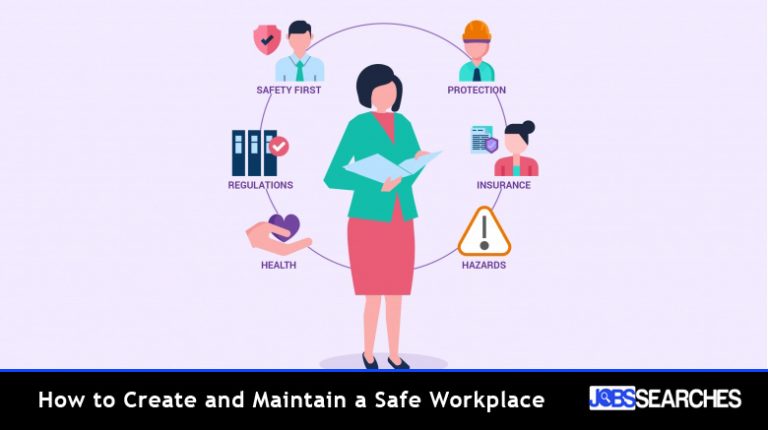 SAFETY FIRST
PROTECTION
REGULATIONS
INSURANCE
HEALTH
HAZARDS
How to Create and Maintain a Safe Workplace
JOBSSEARCHES